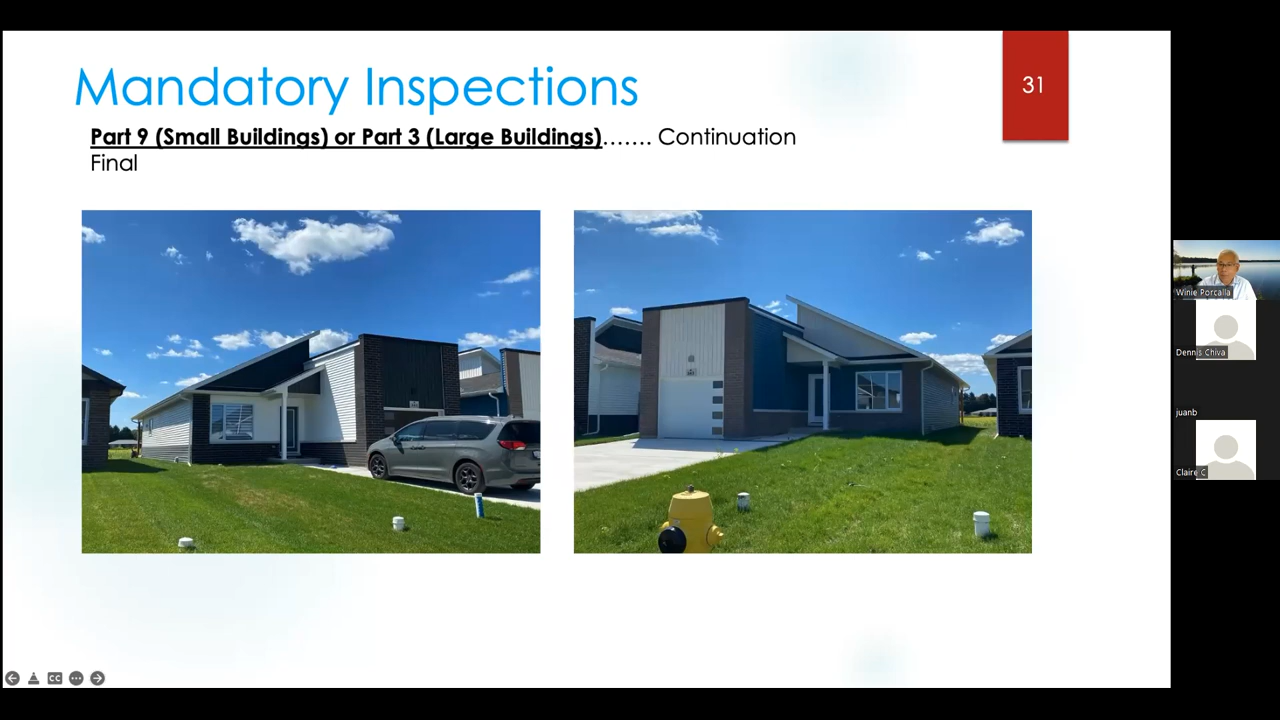 Mandatory Inspections
31
Part 9 (Small Buildings) or Part 3 (Large Buildings)....... Continuation
Final
Winie Porcalla
Dennis Chiva
juanb
Claire C
CC